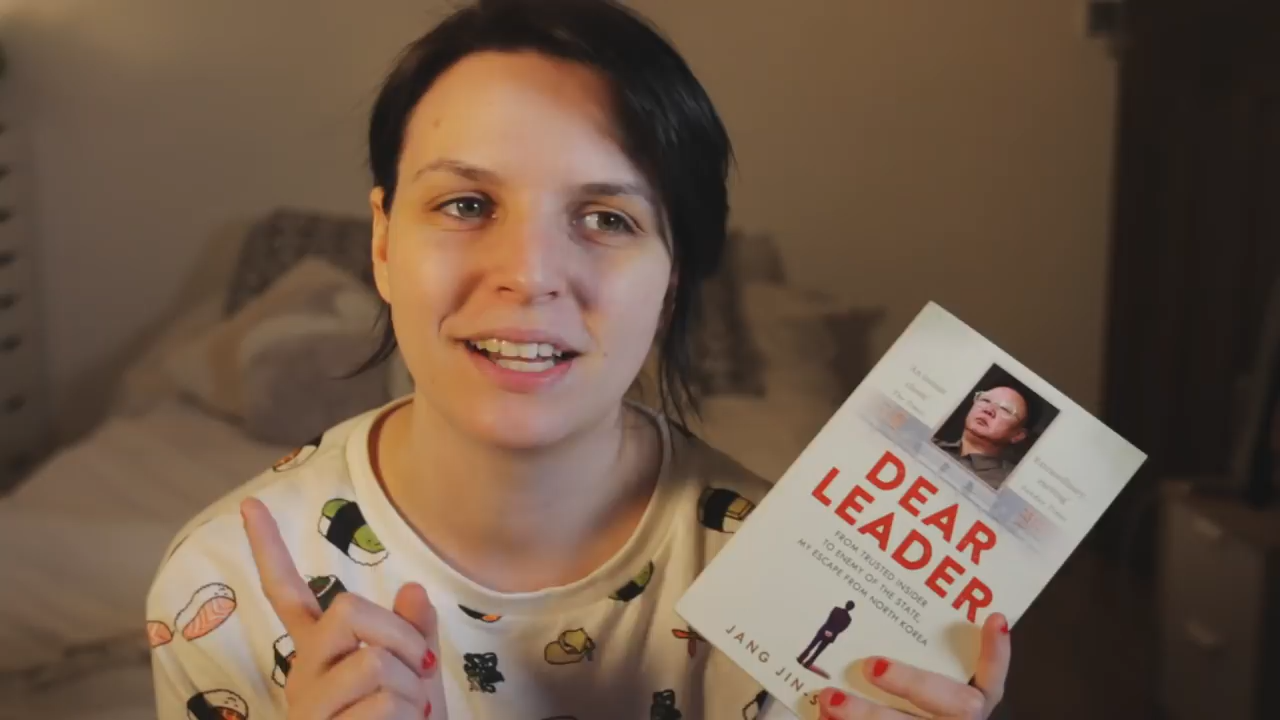 DEAR
LEADER
FROM TRUSTED INSIDER
TO ENEMY OF THE STATE,
MY ESCAPE FROM NORTH KOREA
JANG JIN-S